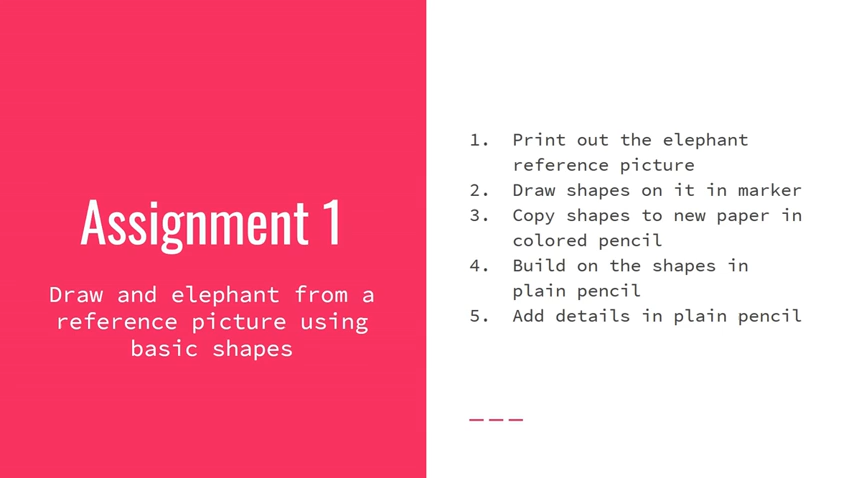 Assignment 1
Draw and elephant from a
reference picture using
basic shapes
1. Print out the elephant
reference picture
2. Draw shapes on it in marker
3. Copy shapes to new paper in
colored pencil
4. Build on the shapes in
plain pencil
5. Add details in plain pencil